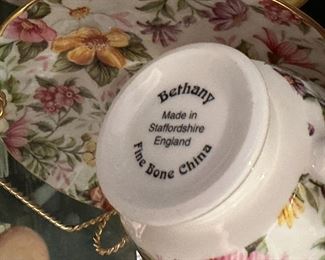 Bethany
Made in
Staffordshire
England
Fine Bone China